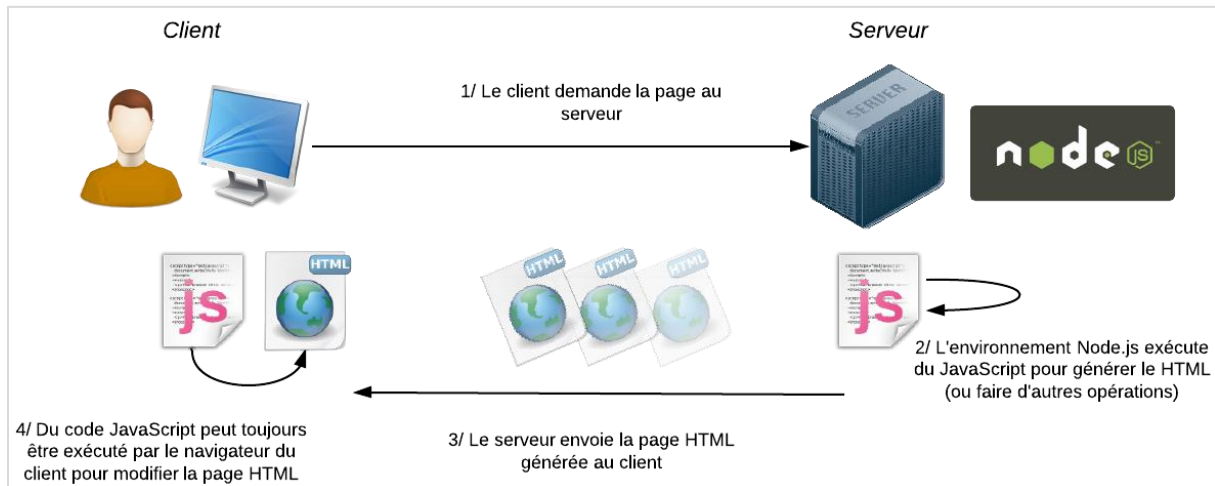 Client
Serveur
1/ Le client demande la page au
serveur
SERVER
node
JS
HTML
HTML
HTML
HTML
js
js
2/ L'environnement Node.js exécute
du JavaScript pour générer le HTML
(ou faire d'autres opérations)
3/ Le serveur envoie la page HTML
générée au client
4/ Du code JavaScript peut toujours
être exécuté par le navigateur du
client pour modifier la page HTML